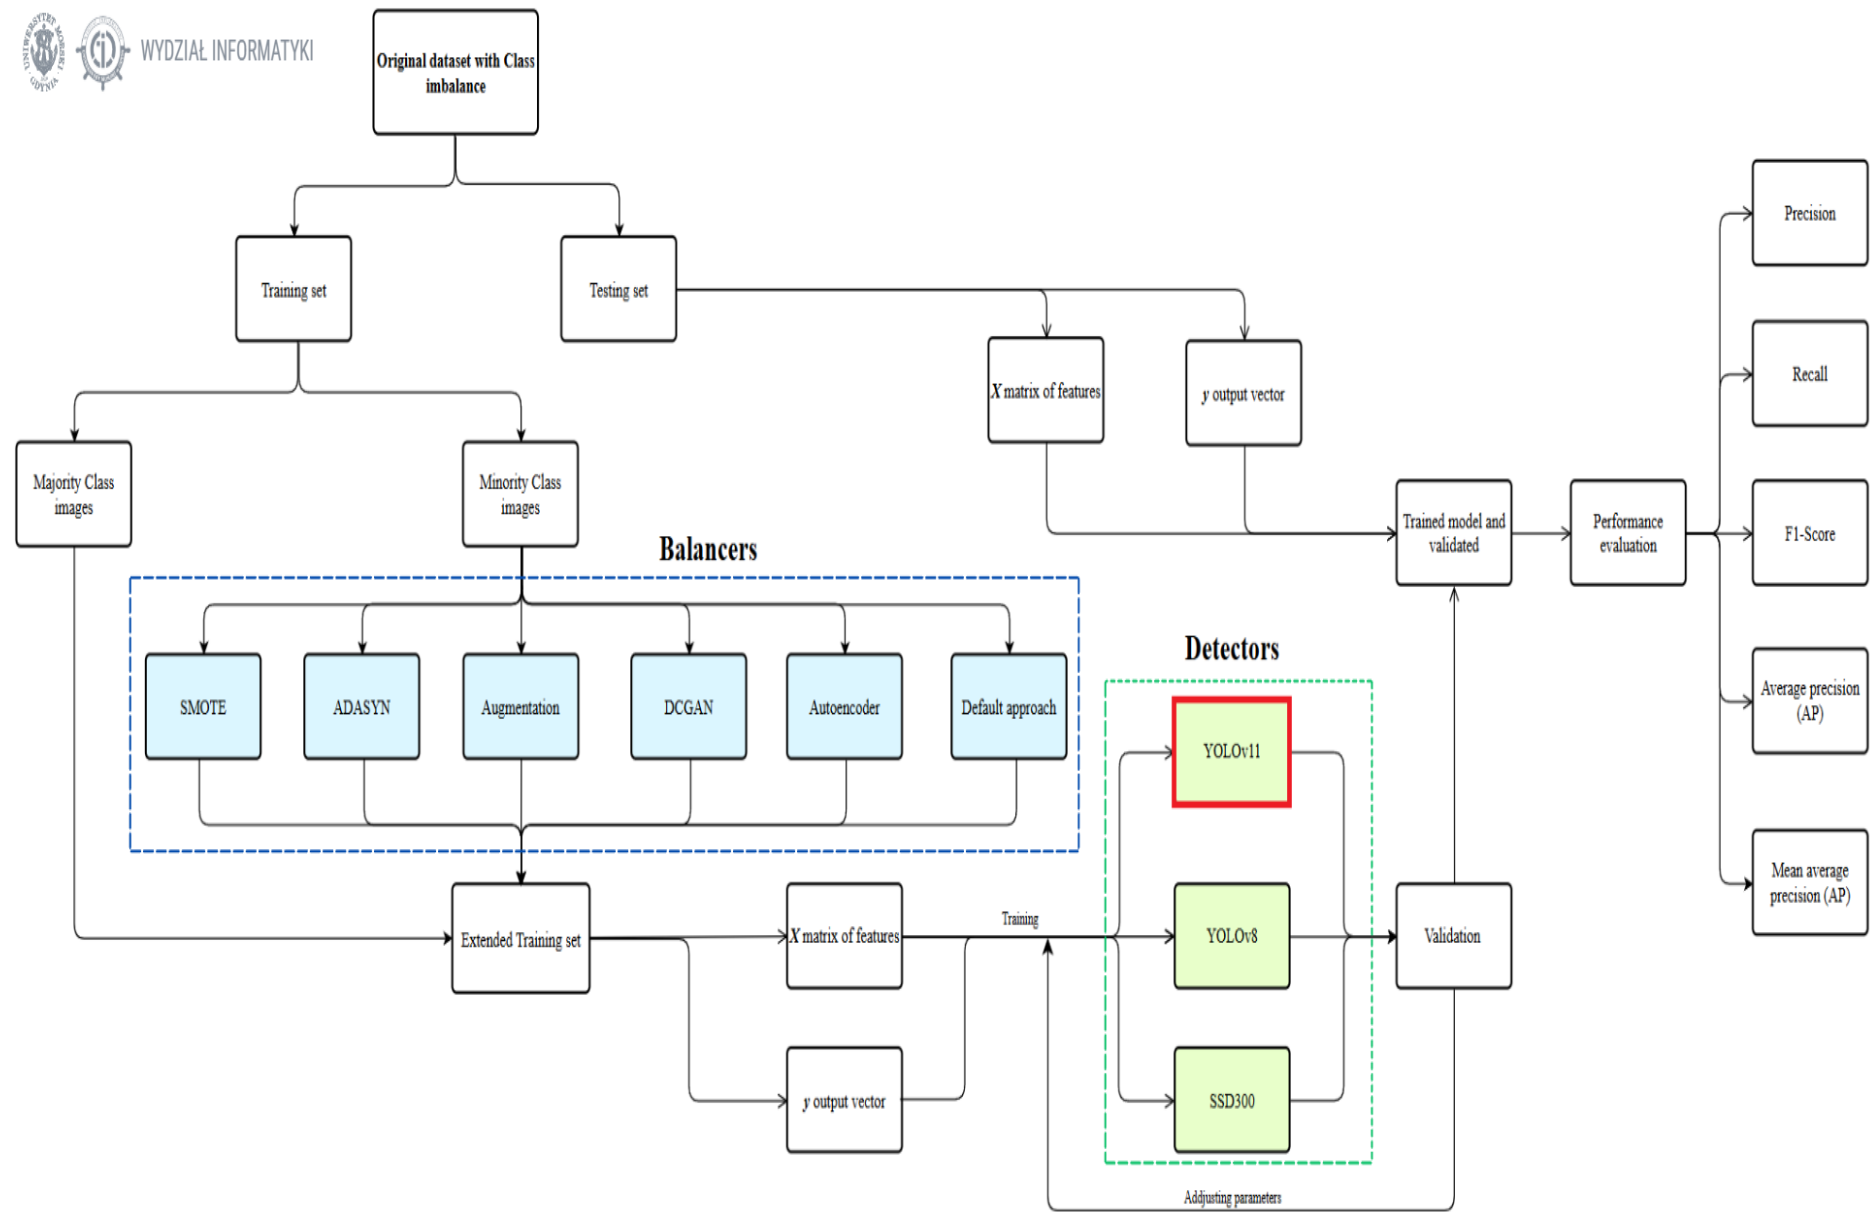 UNIWERSYTET MORSKI
GDYNIA
WYDZIAŁ INFORMATYKI
Original dataset with Class
imbalance
Training set
Testing set
X matrix of features
y output vector
Majority Class
images
Minority Class
images
Trained model and
validated
Performance
evaluation
Precision
Recall
F1-Score
Average precision
(AP)
Mean average
precision (AP)
Balancers
SMOTE
ADASYN
Augmentation
DCGAN
Autoencoder
Default approach
Detectors
YOLOv11
YOLOv8
SSD300
Extended Training set
X matrix of features
y output vector
Training
Validation
Addjusting parameters